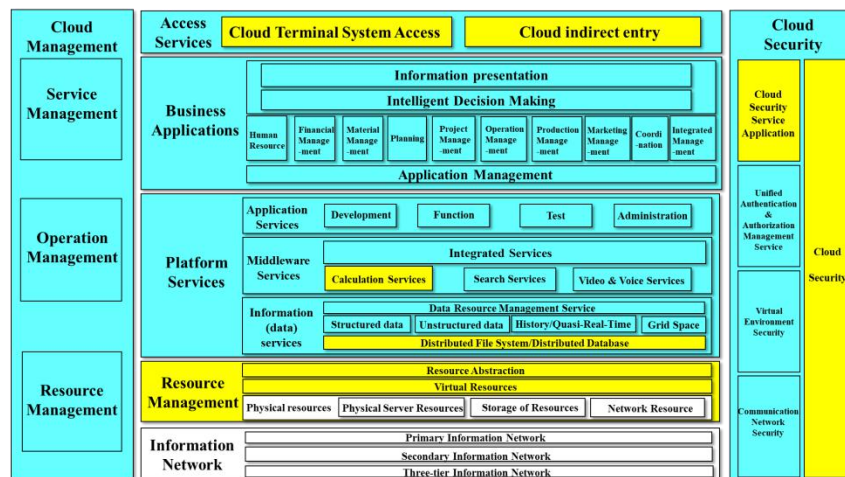 Cloud
Management
Service
Management
Operation
Management
Resource
Management
Access
Services
Cloud Terminal System Access
Cloud indirect entry
Business
Applications
Information presentation
Intelligent Decision Making
Human
Resource
Financial
Manage
-ment
Material
Manage
-ment
Planning
Project
Manage
-ment
Operation
Manage
-ment
Production
Manage
-ment
Marketing
Manage
-ment
Coordi
-nation
Integrated
Manage
-ment
Application Management
Platform
Services
Application
Services
Development
Function
Test
Administration
Middleware
Services
Integrated Services
Calculation Services
Search Services
Video & Voice Services
Information
(data)
services
Data Resource Management Service
Structured data
Unstructured data
History/Quasi-Real-Time
Grid Space
Distributed File System/Distributed Database
Resource
Management
Resource Abstraction
Virtual Resources
Physical resources
Physical Server Resources
Storage of Resources
Network Resource
Information
Network
Primary Information Network
Secondary Information Network
Three-tier Information Network
Cloud
Security
Cloud
Security
Service
Application
Unified
Authentication
&
Authorization
Management
Service
Virtual
Environment
Security
Communication
Network
Security
Cloud
Security